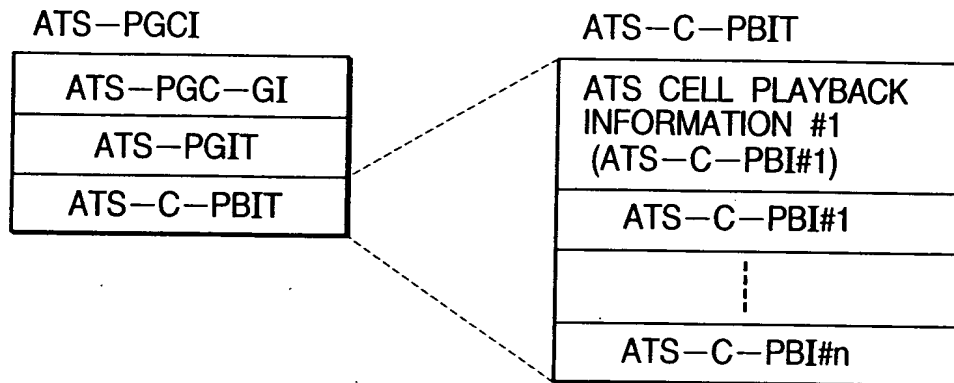 ATS-PGCI
ATS-PGC-GI
ATS-PGIT
ATS-C-PBIT
ATS-C-PBIT
ATS CELL PLAYBACK
INFORMATION #1
(ATS-C-PBI#1)
ATS-C-PBI#1
ATS-C-PBI#n